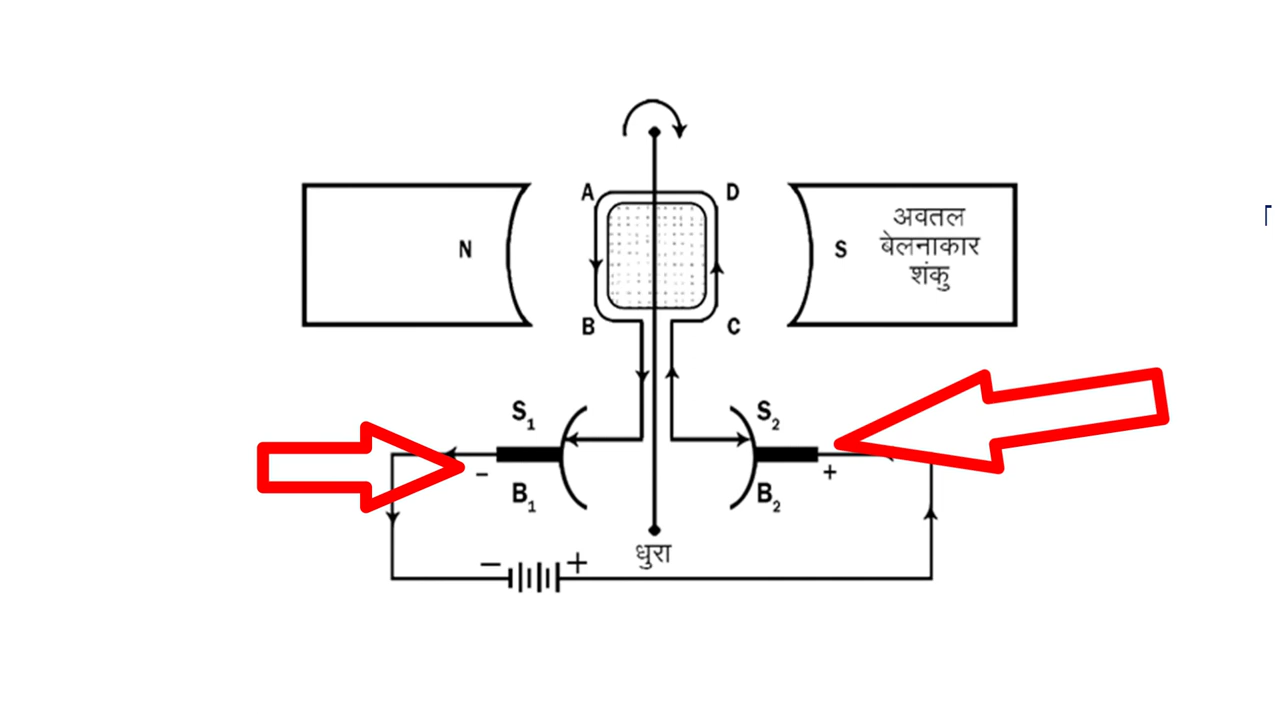 A D
N
S
अवतल
बेलनाकार
शंकु
B C
S1 S2
− +
B1 B2
धुरा
− +